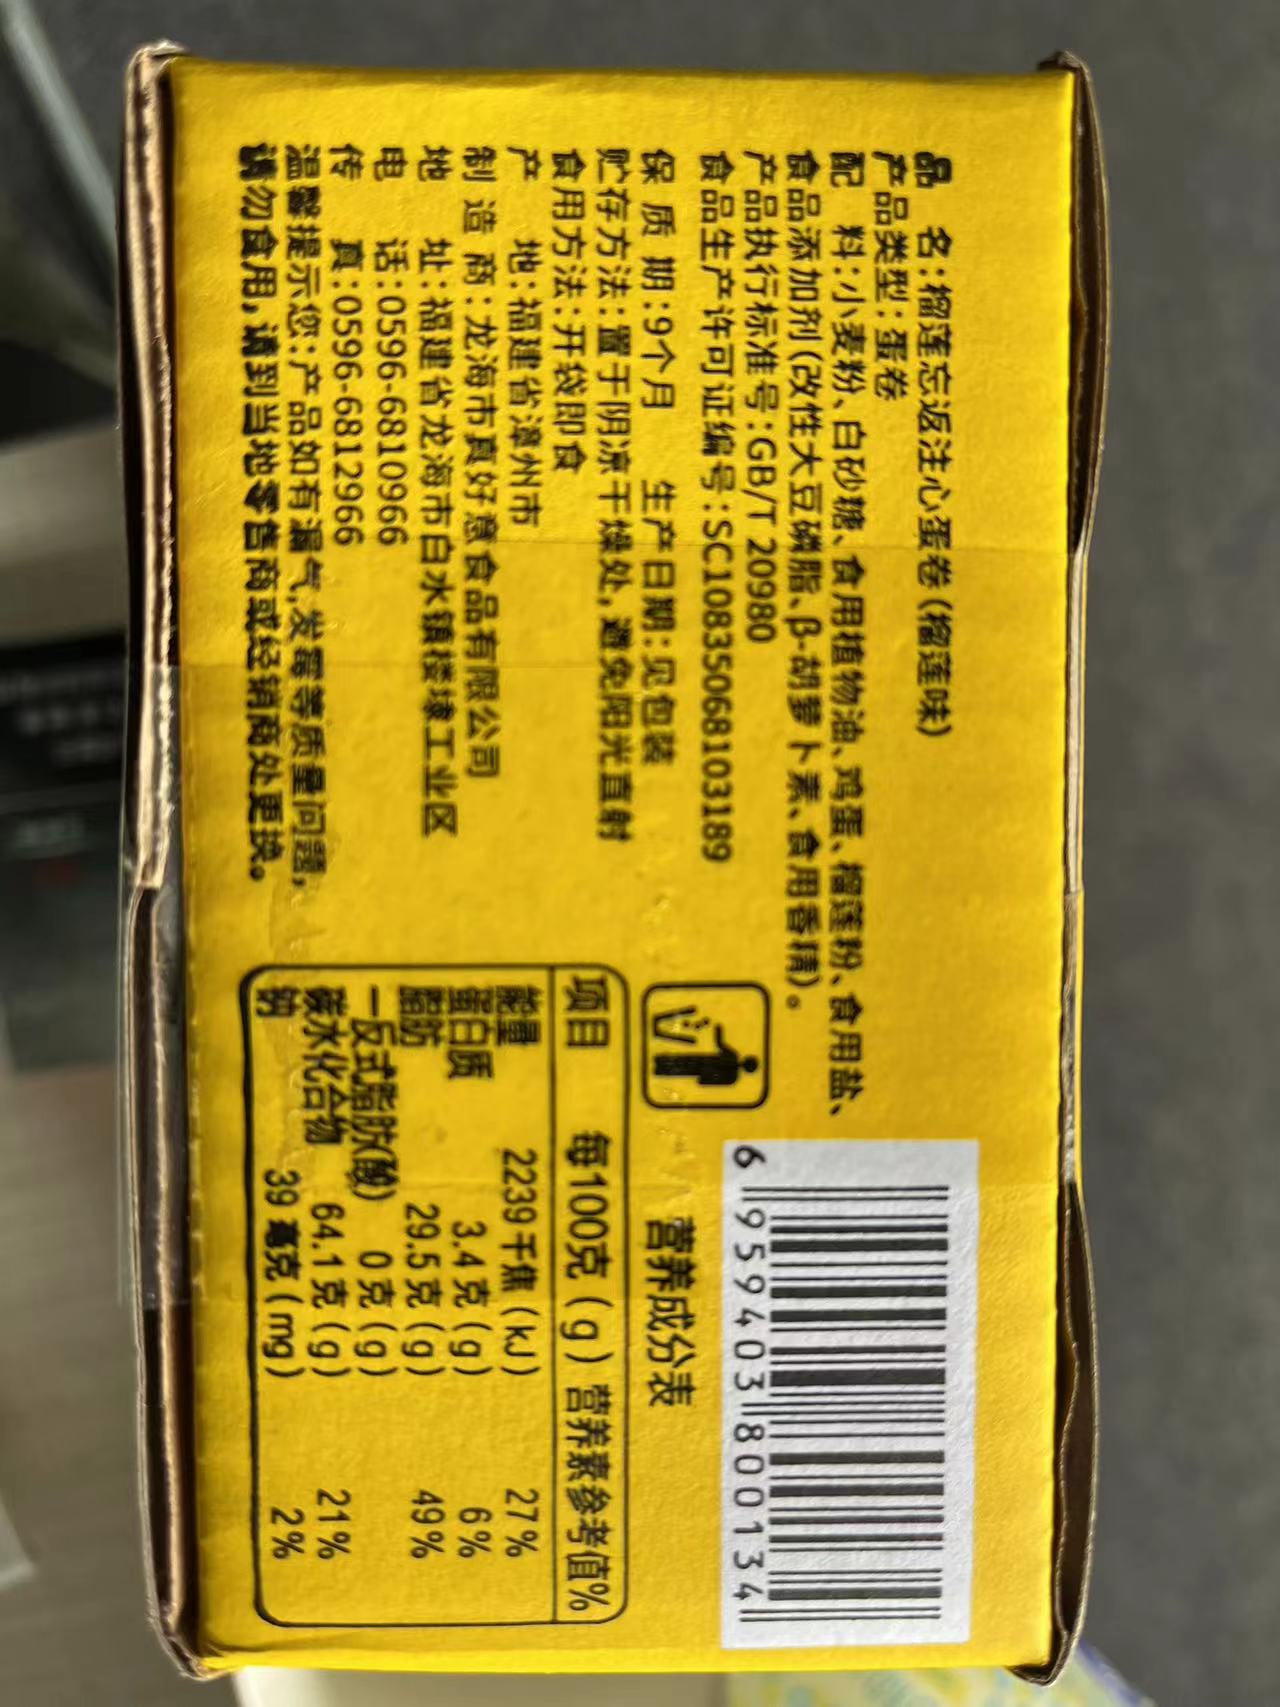 品 名:榴莲忘返注心蛋卷(榴莲味)
产品类型:蛋卷
配 料:小麦粉、白砂糖、食用植物油、鸡蛋、榴莲粉、食用盐、
食品添加剂(改性大豆磷脂、β-胡萝卜素、食用香精)。
产品执行标准号:GB/T 20980
食品生产许可证编号:SC10835068103189
保 质 期:9个月 生产日期:见包装
贮存方法:置于阴凉干燥处,避免阳光直射
食用方法:开袋即食
产 地:福建省漳州市
制 造 商:龙海市真好意食品有限公司
地 址:福建省龙海市白水镇楼埭工业区
电 话:0596-6810966
传 真:0596-6812966
温馨提示您:产品如有漏气,发霉等质量问题,
请勿食用,请到当地零售商或经销商处更换。
6 959403 800134
营养成分表
项目 每100克(g) 营养素参考值%
能量 2239千焦(kJ) 27%
蛋白质 3.4克(g) 6%
脂肪 29.5克(g) 49%
一反式脂肪(酸) 0克(g)
碳水化合物 64.1克(g) 21%
钠 39毫克(mg) 2%